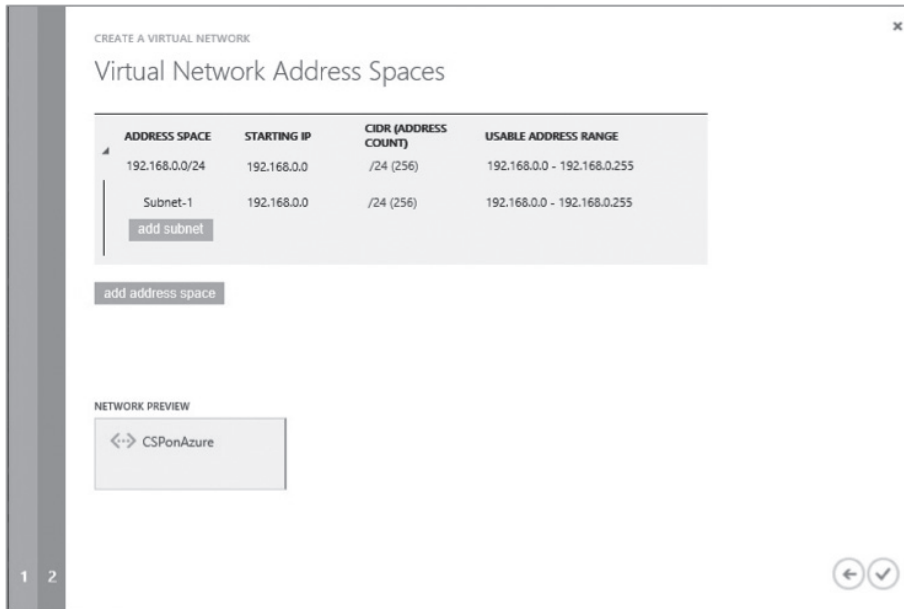 CREATE A VIRTUAL NETWORK
Virtual Network Address Spaces
ADDRESS SPACE STARTING IP CIDR (ADDRESS COUNT) USABLE ADDRESS RANGE
192.168.0.0/24 192.168.0.0 /24 (256) 192.168.0.0 - 192.168.0.255
Subnet-1 192.168.0.0 /24 (256) 192.168.0.0 - 192.168.0.255
add subnet
add address space
NETWORK PREVIEW
CSPonAzure
1 2